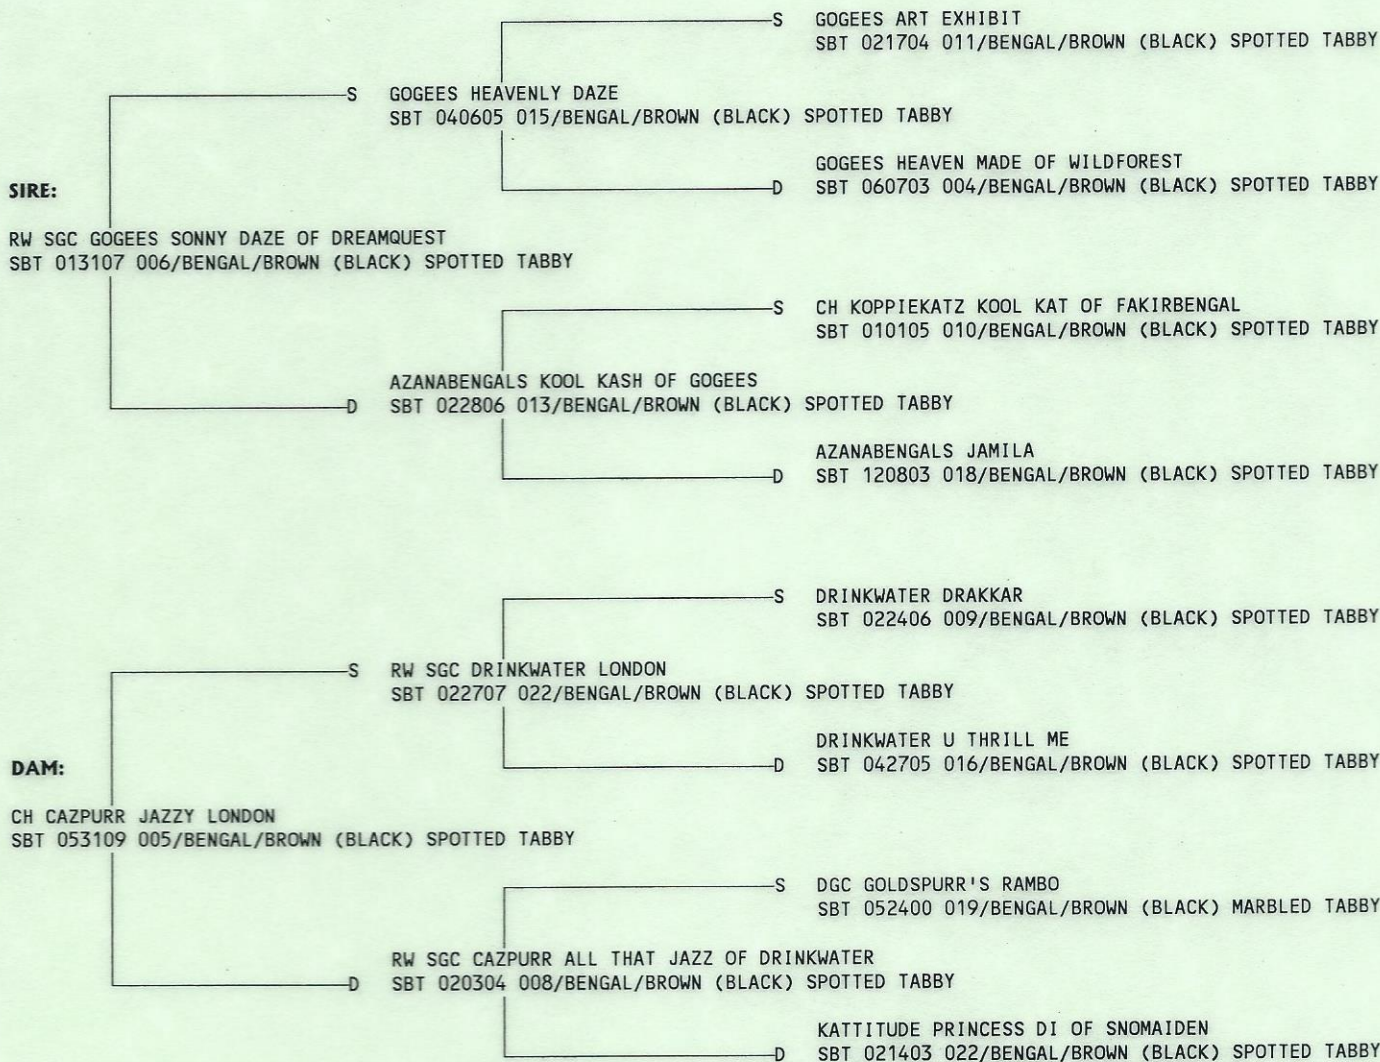 S GOGEES ART EXHIBIT
SBT 021704 011/BENGAL/BROWN (BLACK) SPOTTED TABBY
S GOGEES HEAVENLY DAZE
SBT 040605 015/BENGAL/BROWN (BLACK) SPOTTED TABBY
GOGEES HEAVEN MADE OF WILDFOREST
D SBT 060703 004/BENGAL/BROWN (BLACK) SPOTTED TABBY
SIRE:
RW SGC GOGEES SONNY DAZE OF DREAMQUEST
SBT 013107 006/BENGAL/BROWN (BLACK) SPOTTED TABBY
S CH KOPPIEKATZ KOOL KAT OF FAKIRBENGAL
SBT 010105 010/BENGAL/BROWN (BLACK) SPOTTED TABBY
AZANABENGALS KOOL KASH OF GOGEES
D SBT 022806 013/BENGAL/BROWN (BLACK) SPOTTED TABBY
AZANABENGALS JAMILA
D SBT 120803 018/BENGAL/BROWN (BLACK) SPOTTED TABBY
S DRINKWATER DRAKKAR
SBT 022406 009/BENGAL/BROWN (BLACK) SPOTTED TABBY
S RW SGC DRINKWATER LONDON
SBT 022707 022/BENGAL/BROWN (BLACK) SPOTTED TABBY
DRINKWATER U THRILL ME
D SBT 042705 016/BENGAL/BROWN (BLACK) SPOTTED TABBY
DAM:
CH CAZPURR JAZZY LONDON
SBT 053109 005/BENGAL/BROWN (BLACK) SPOTTED TABBY
S DGC GOLDSPURR'S RAMBO
SBT 052400 019/BENGAL/BROWN (BLACK) MARBLED TABBY
RW SGC CAZPURR ALL THAT JAZZ OF DRINKWATER
D SBT 020304 008/BENGAL/BROWN (BLACK) SPOTTED TABBY
KATTITUDE PRINCESS DI OF SNOMAIDEN
D SBT 021403 022/BENGAL/BROWN (BLACK) SPOTTED TABBY